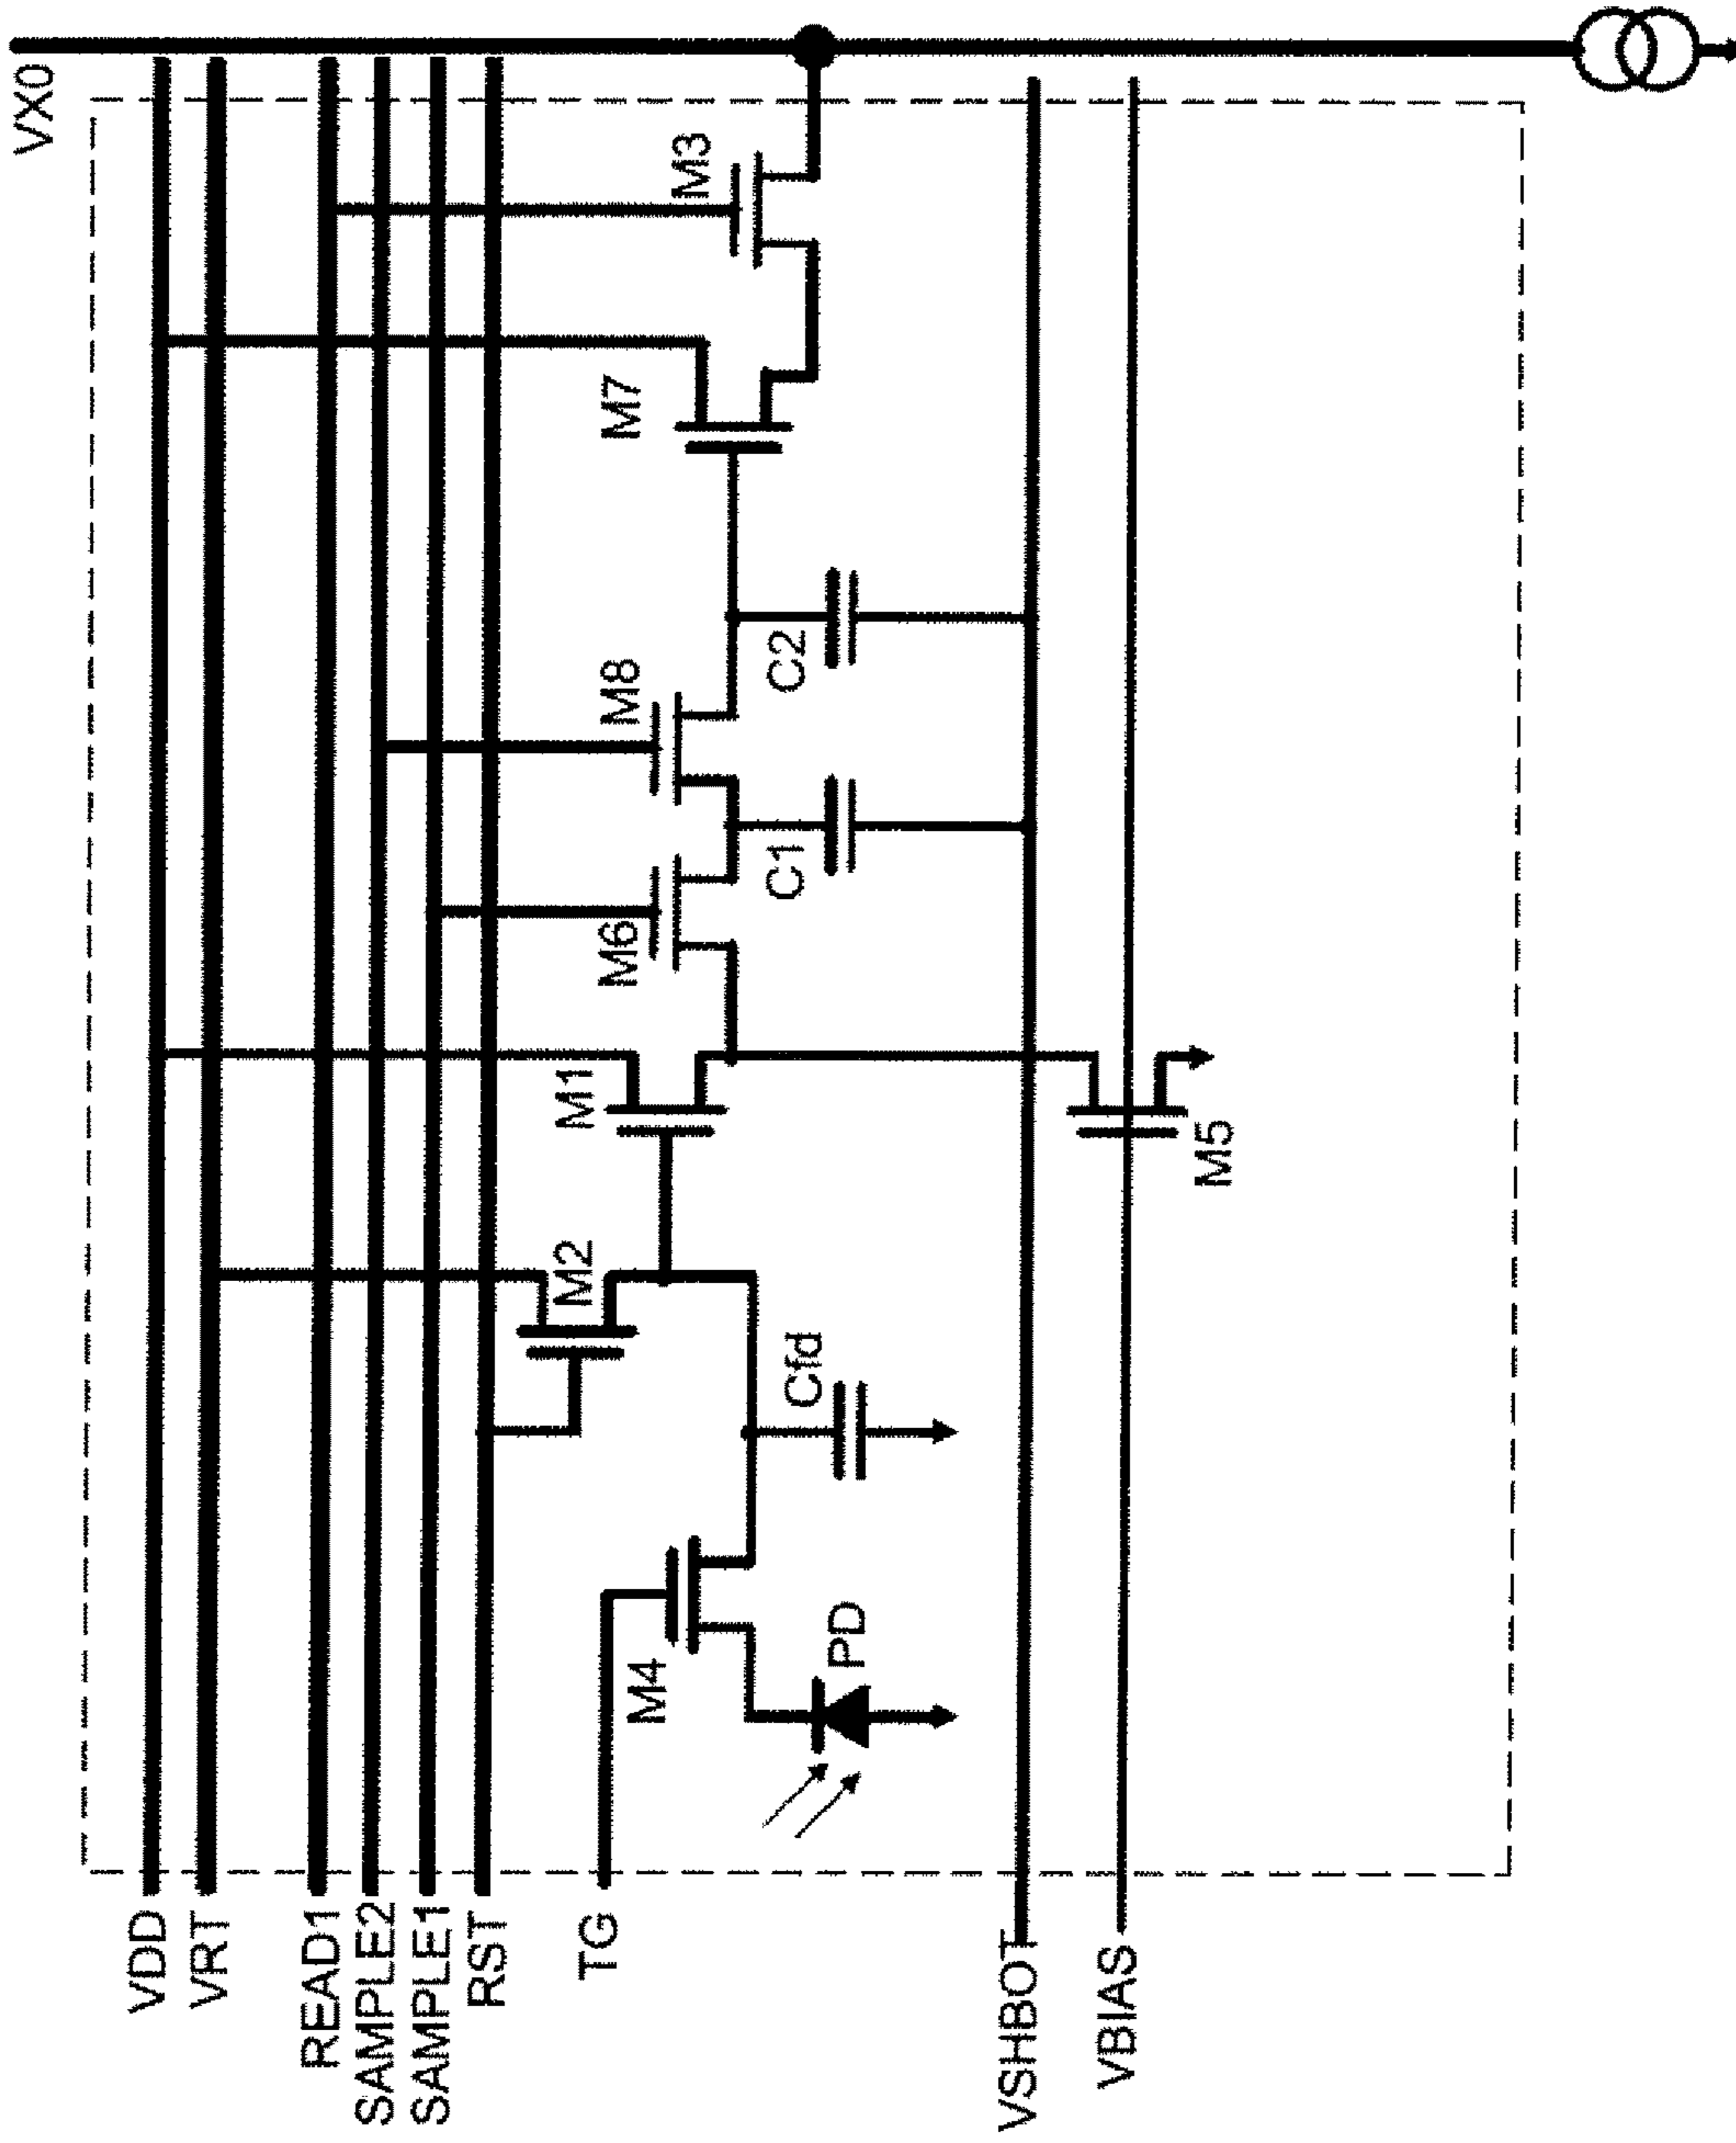 VX0
VDD
VRT
READ1
SAMPLE2
SAMPLE1
RST
TG
VSHBOT
VBIAS
M4
PD
Cfd
M2
M1
M5
M6
C1
M8
C2
M7
M3